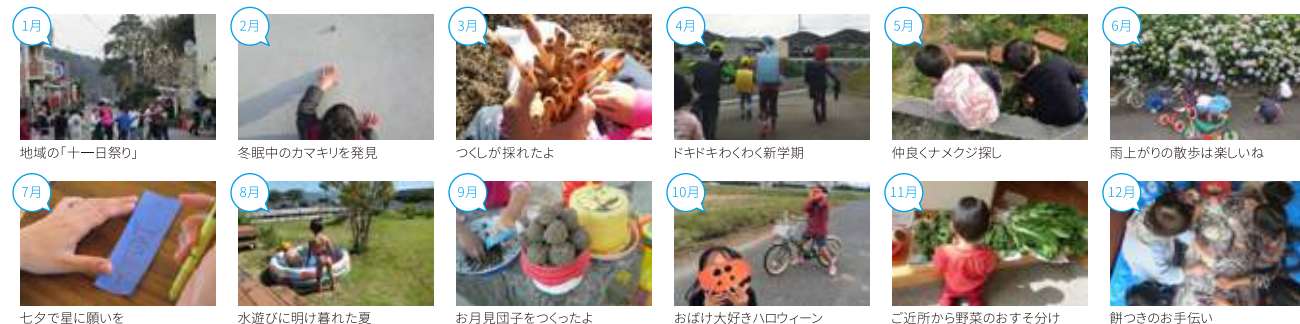 1月
2月
3月
4月
5月
6月
地域の「十一日祭り」
冬眠中のカマキリを発見
つくしが採れたよ
ドキドキわくわく新学期
仲良くナメクジ探し
雨上がりの散歩は楽しいね
7月
8月
9月
10月
11月
12月
七夕で星に願いを
水遊びに明け暮れた夏
お月見団子をつくったよ
おばけ大好きハロウィーン
ご近所から野菜のおすそ分け
餅つきのお手伝い